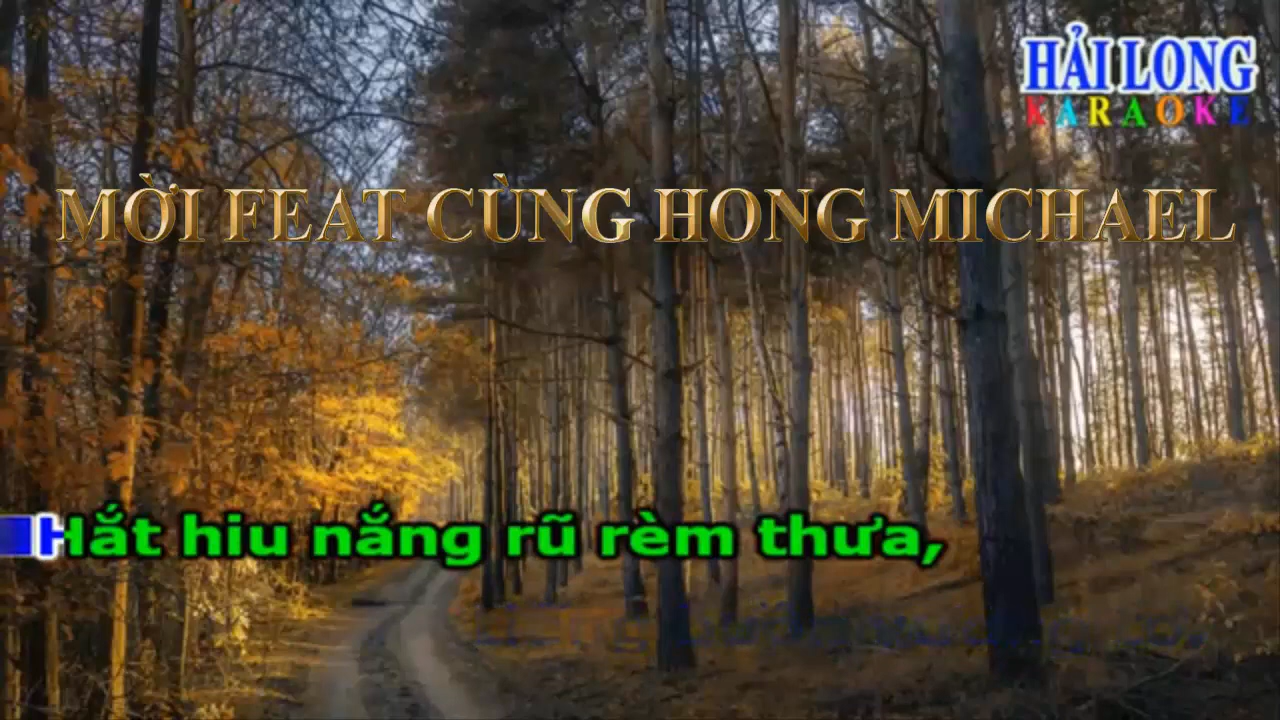 HẢI LONG
KARAOKE
MỜI FEAT CÙNG HONG MICHAEL
Hắt hiu nắng rũ rèm thưa,